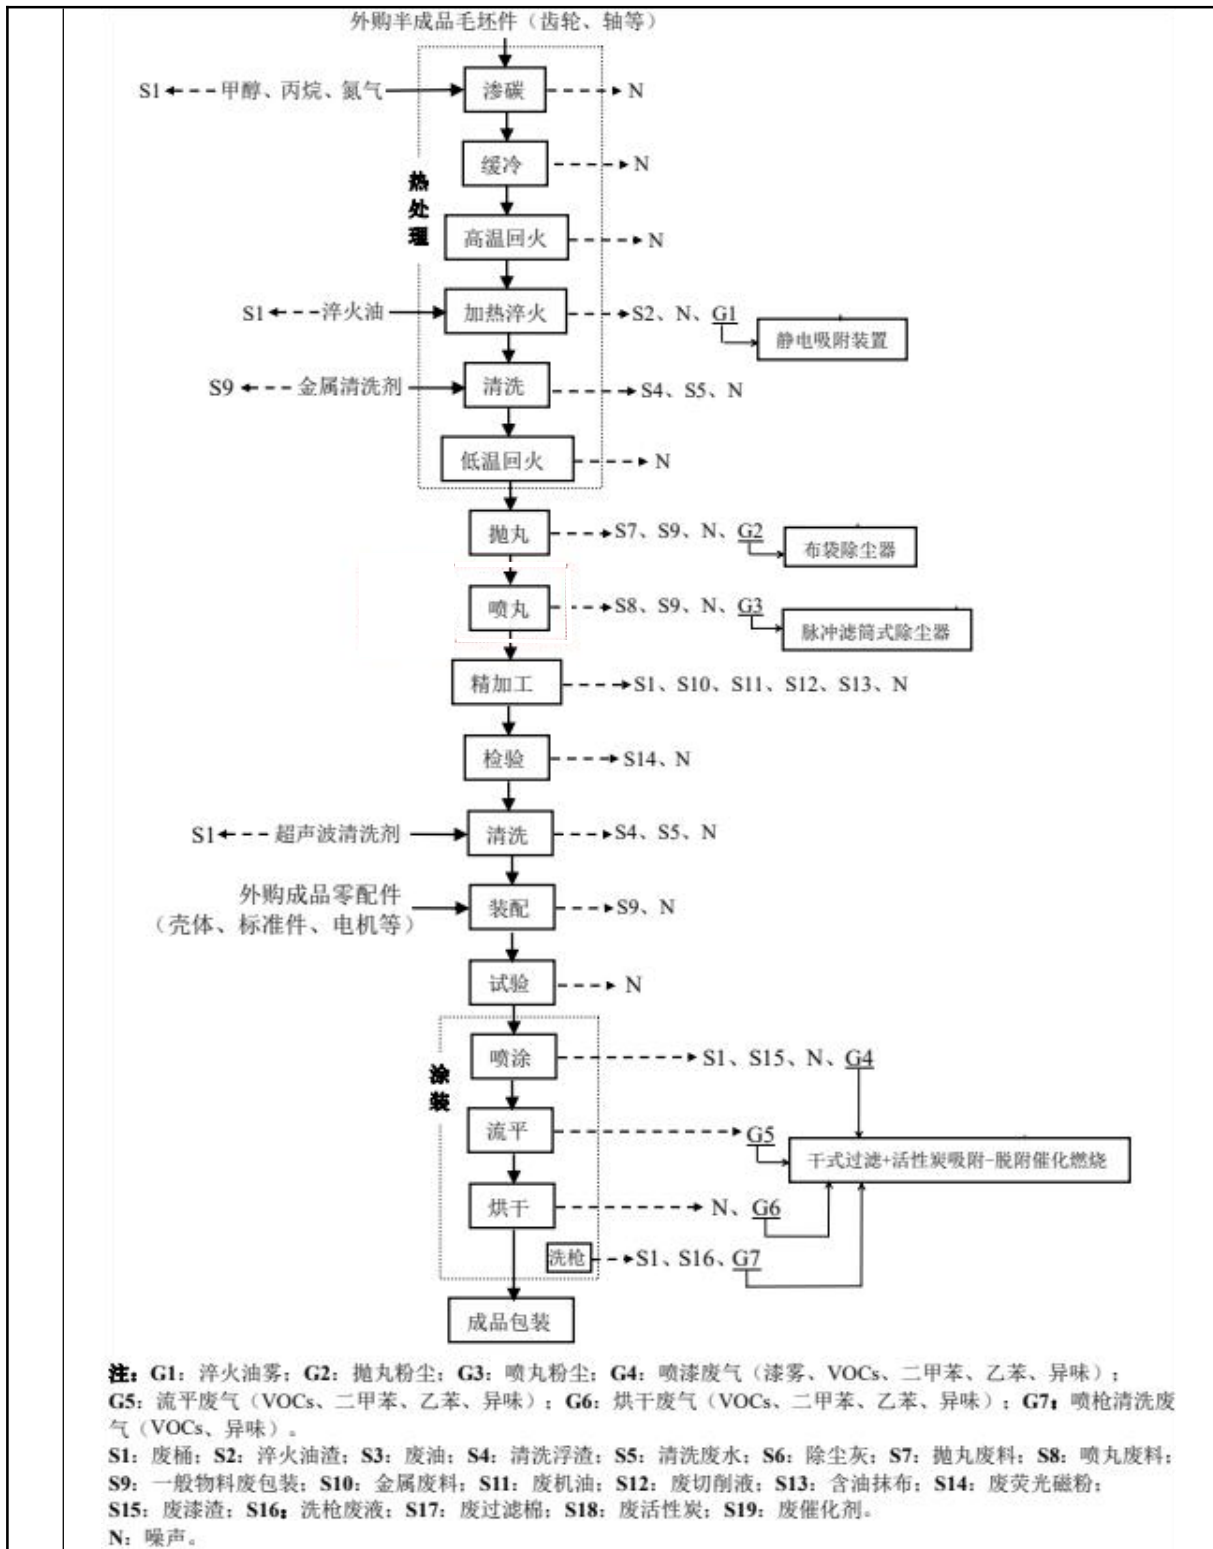 外购半成品毛坯件（齿轮、轴等）
S1 甲醇、丙烷、氮气 渗碳 N
缓冷 N
热处理
高温回火 N
S1 淬火油 加热淬火 S2、N、G1
静电吸附装置
S9 金属清洗剂 清洗 S4、S5、N
低温回火 N
抛丸 S7、S9、N、G2
布袋除尘器
喷丸 S8、S9、N、G3
脉冲滤筒式除尘器
精加工 S1、S10、S11、S12、S13、N
检验 S14、N
S1 超声波清洗剂 清洗 S4、S5、N
外购成品零配件
（壳体、标准件、电机等） 装配 S9、N
试验 N
喷涂 S1、S15、N、G4
涂装
流平 G5
干式过滤+活性炭吸附-脱附催化燃烧
烘干 N、G6
洗枪 S1、S16、G7
成品包装
注：G1：淬火油雾；G2：抛丸粉尘；G3：喷丸粉尘；G4：喷漆废气（漆雾、VOCs、二甲苯、乙苯、异味）；
G5：流平废气（VOCs、二甲苯、乙苯、异味）；G6：烘干废气（VOCs、二甲苯、乙苯、异味）；G7：喷枪清洗废
气（VOCs、异味）。
S1：废桶；S2：淬火油渣；S3：废油；S4：清洗浮渣；S5：清洗废水；S6：除尘灰；S7：抛丸废料；S8：喷丸废料；
S9：一般物料废包装；S10：金属废料；S11：废机油；S12：废切削液；S13：含油抹布；S14：废荧光磁粉；
S15：废漆渣；S16：洗枪废液；S17：废过滤棉；S18：废活性炭；S19：废催化剂。
N：噪声。